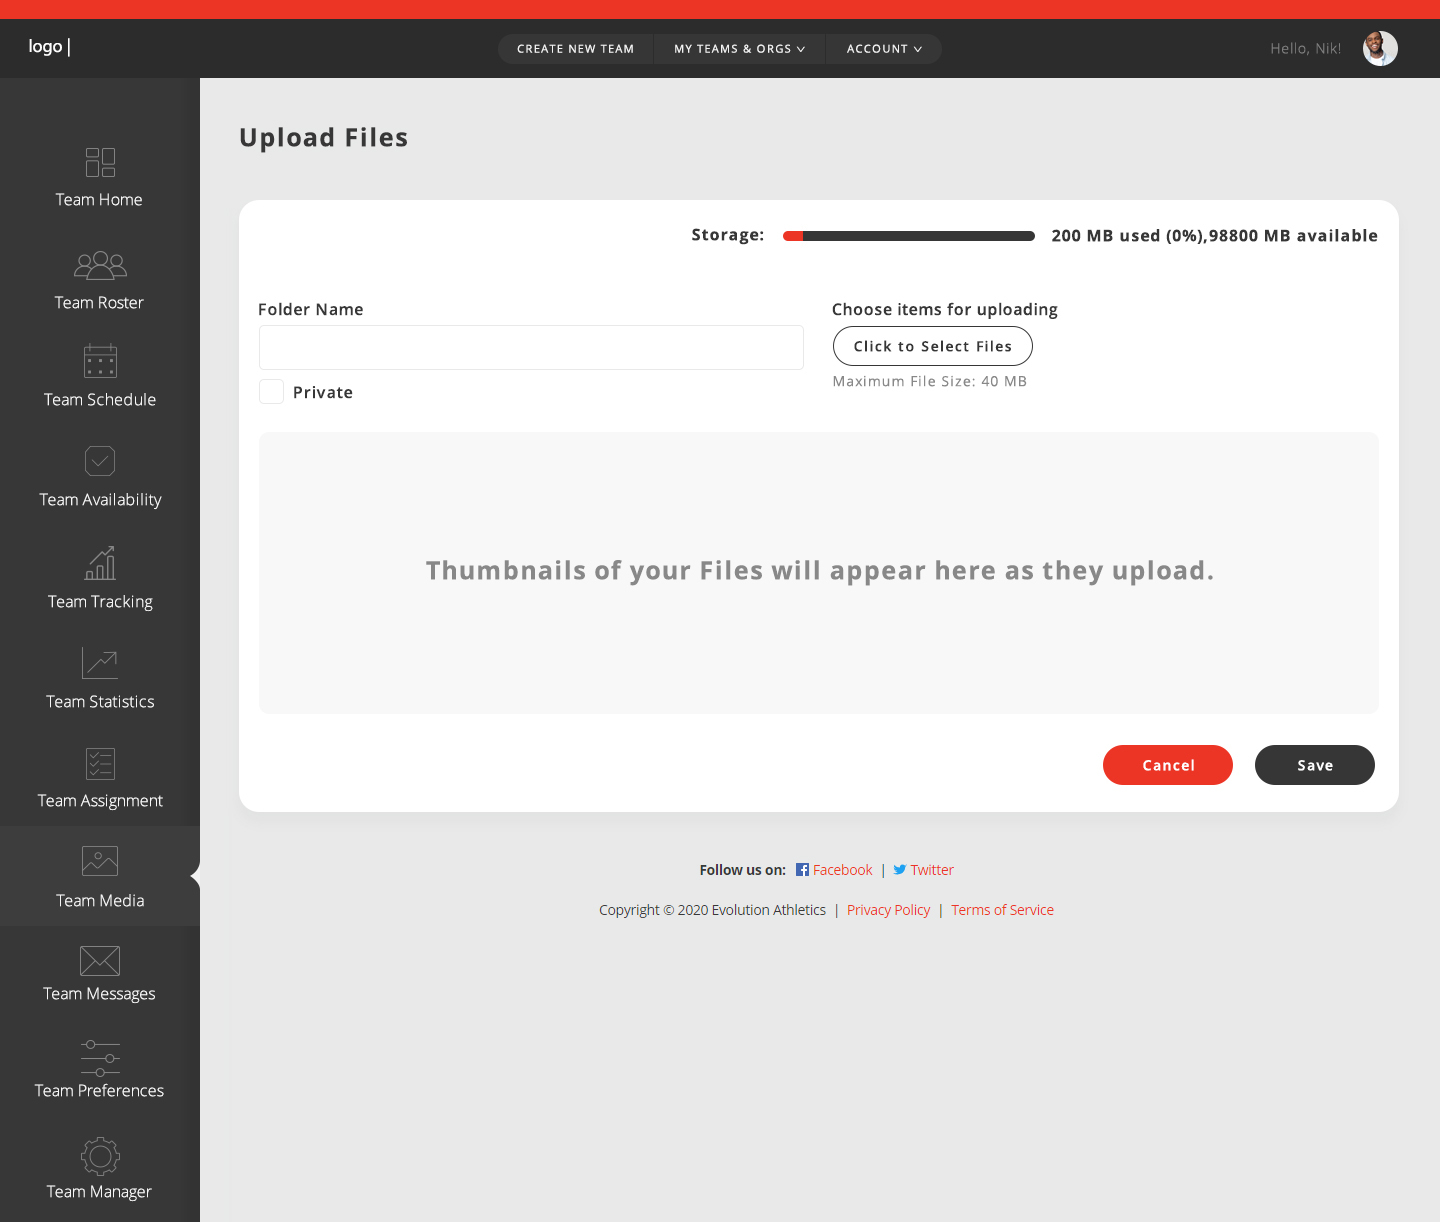 logo |
CREATE NEW TEAM
MY TEAMS & ORGS
ACCOUNT
Hello, Nik!
Team Home
Team Roster
Team Schedule
Team Availability
Team Tracking
Team Statistics
Team Assignment
Team Media
Team Messages
Team Preferences
Team Manager
Upload Files
Storage: 200 MB used (0%),98800 MB available
Folder Name
Private
Choose items for uploading
Click to Select Files
Maximum File Size: 40 MB
Thumbnails of your Files will appear here as they upload.
Cancel
Save
Follow us on: Facebook | Twitter
Copyright © 2020 Evolution Athletics | Privacy Policy | Terms of Service